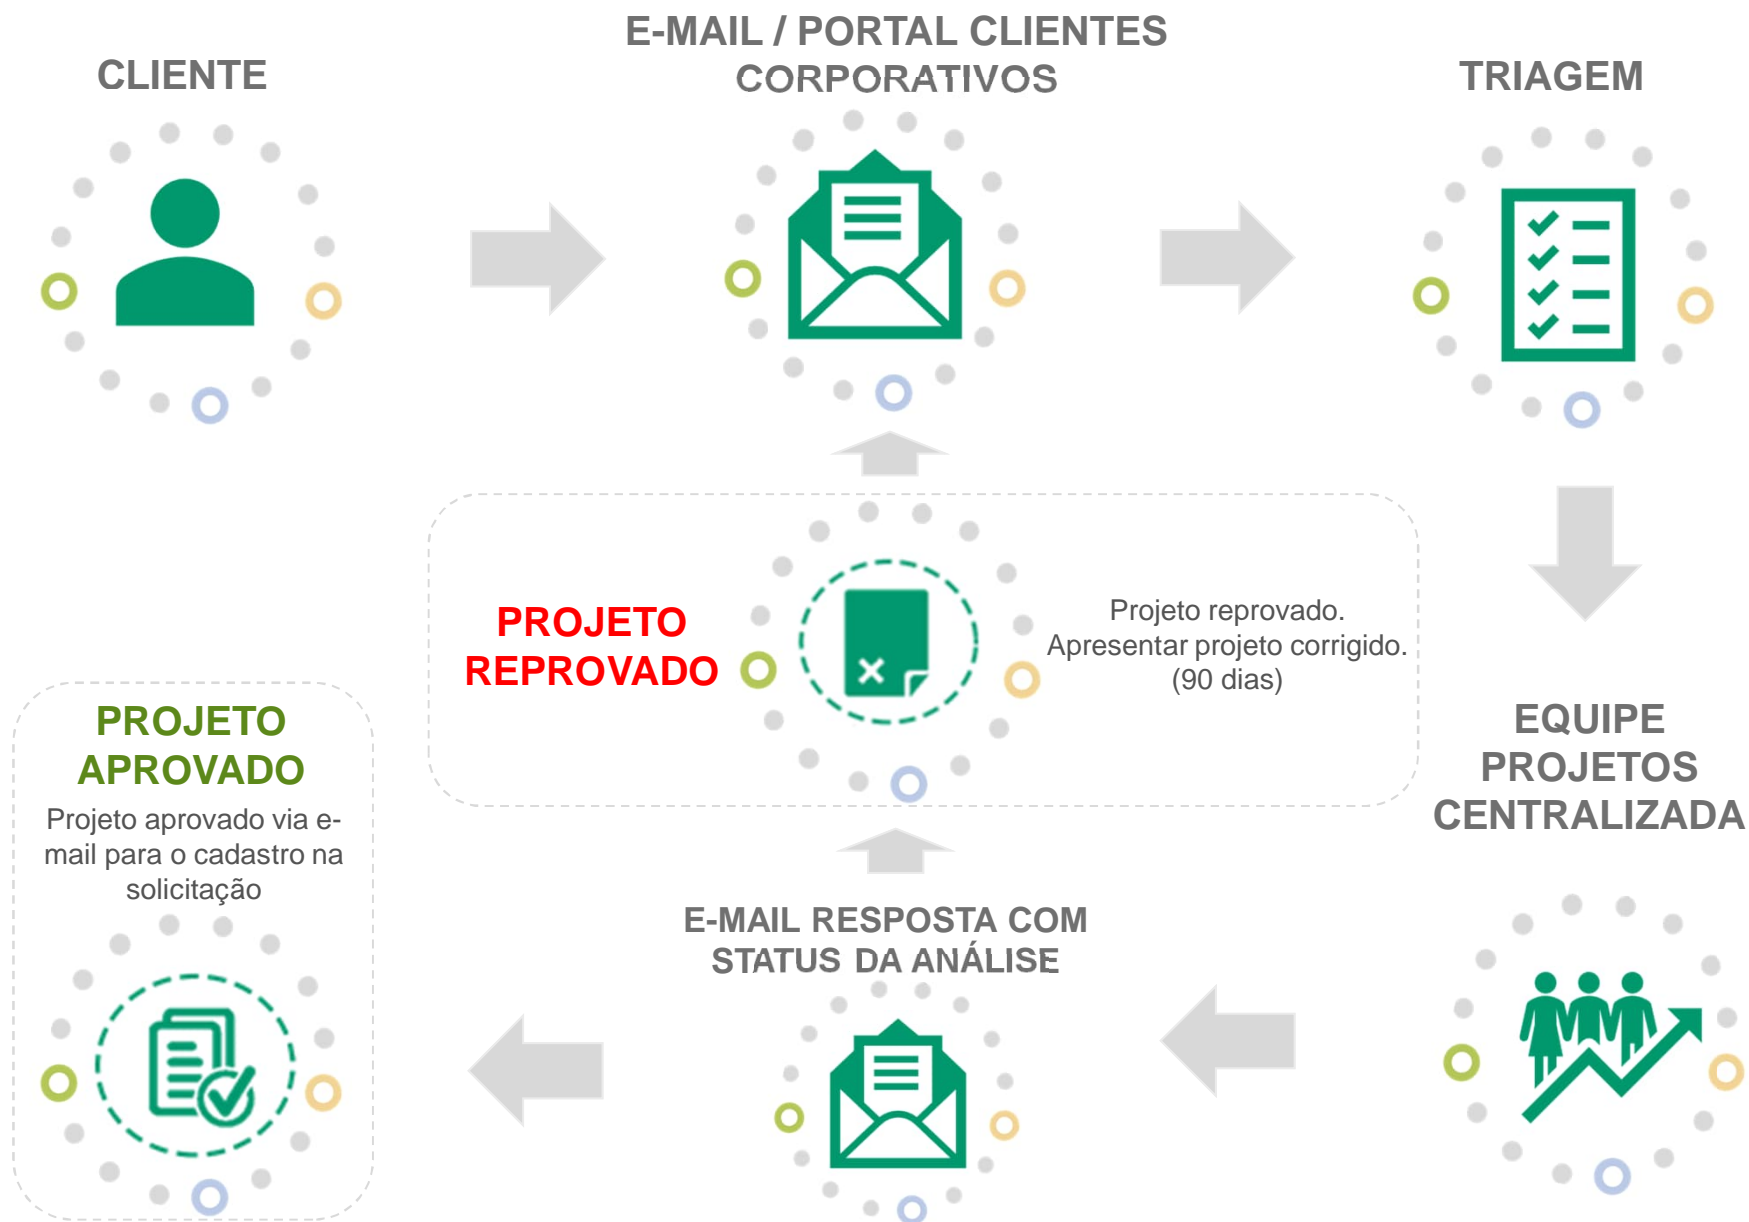 CLIENTE
E-MAIL / PORTAL CLIENTES
CORPORATIVOS
TRIAGEM
PROJETO
REPROVADO
Projeto reprovado.
Apresentar projeto corrigido.
(90 dias)
PROJETO
APROVADO
Projeto aprovado via e-
mail para o cadastro na
solicitação
EQUIPE
PROJETOS
CENTRALIZADA
E-MAIL RESPOSTA COM
STATUS DA ANÁLISE